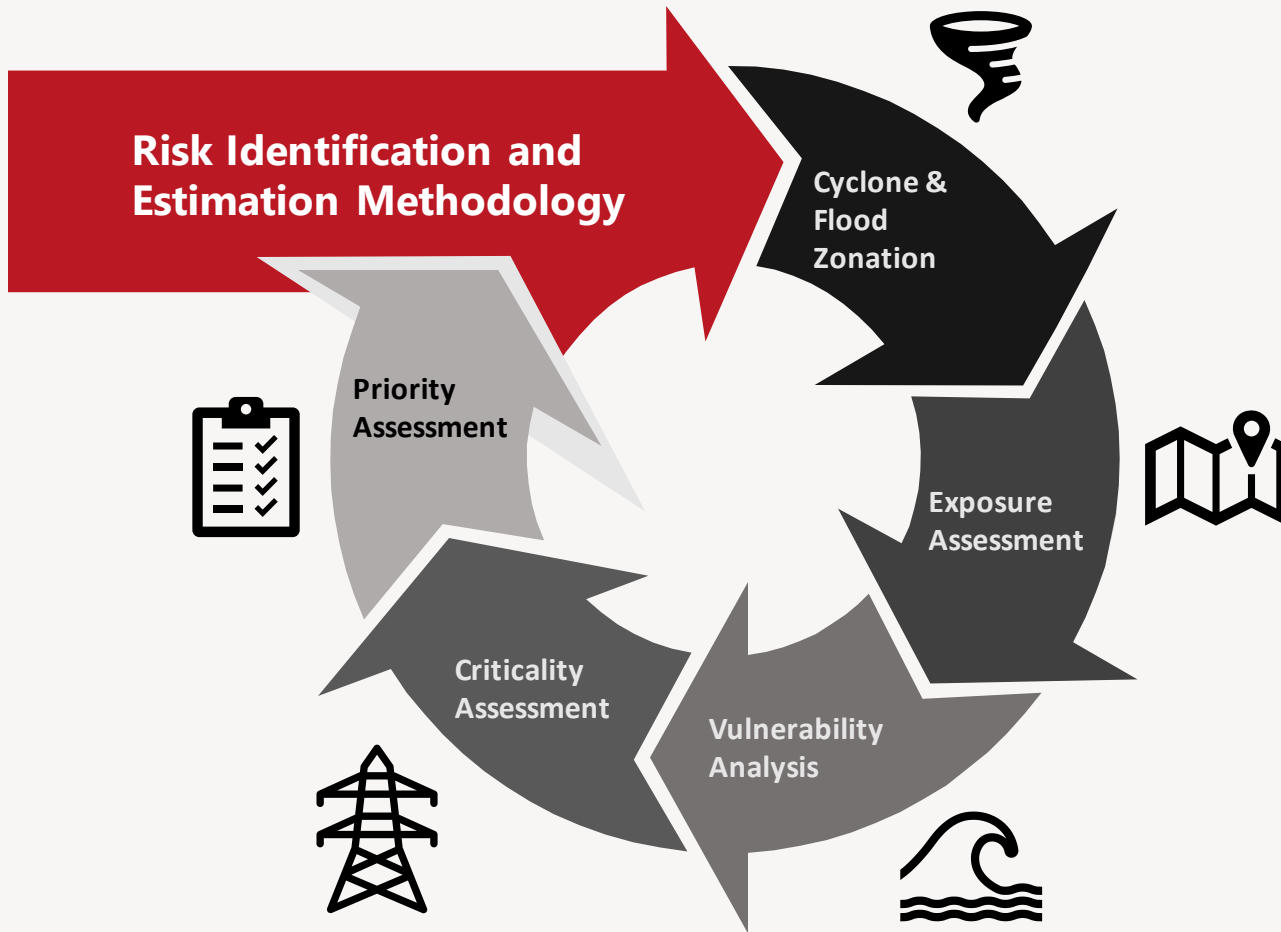 Risk Identification and
Estimation Methodology
Cyclone &
Flood
Zonation
Exposure
Assessment
Vulnerability
Analysis
Criticality
Assessment
Priority
Assessment